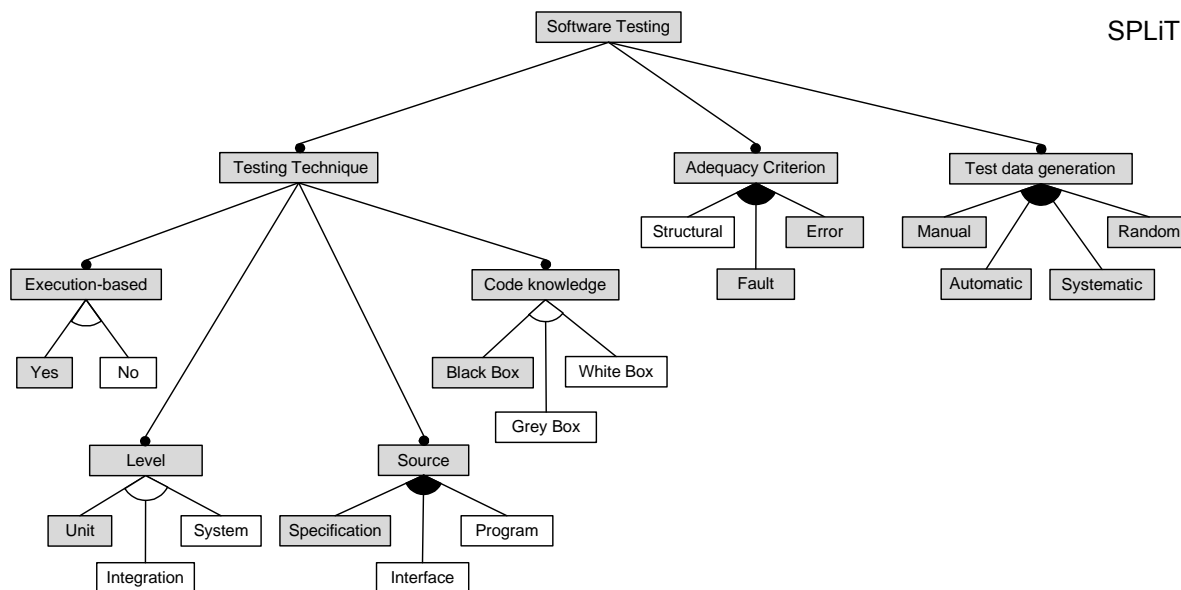 Software Testing
SPLiT
Testing Technique
Adequacy Criterion
Test data generation
Structural
Error
Manual
Random
Fault
Automatic
Systematic
Execution-based
Code knowledge
Yes
No
Black Box
White Box
Grey Box
Level
Source
Unit
System
Specification
Program
Integration
Interface